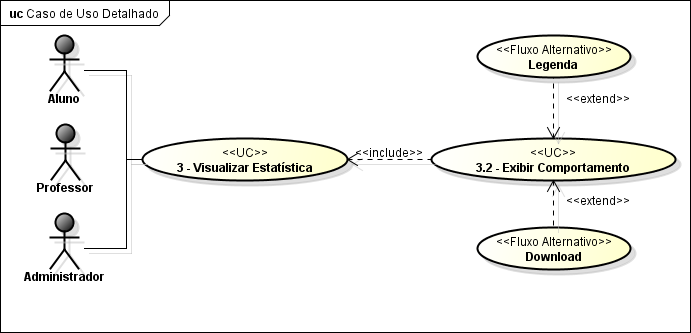 uc Caso de Uso Detalhado
Aluno
Professor
Administrador
<<UC>>
3 - Visualizar Estatística
<<include>>
<<Fluxo Alternativo>>
Legenda
<<extend>>
<<UC>>
3.2 - Exibir Comportamento
<<extend>>
<<Fluxo Alternativo>>
Download